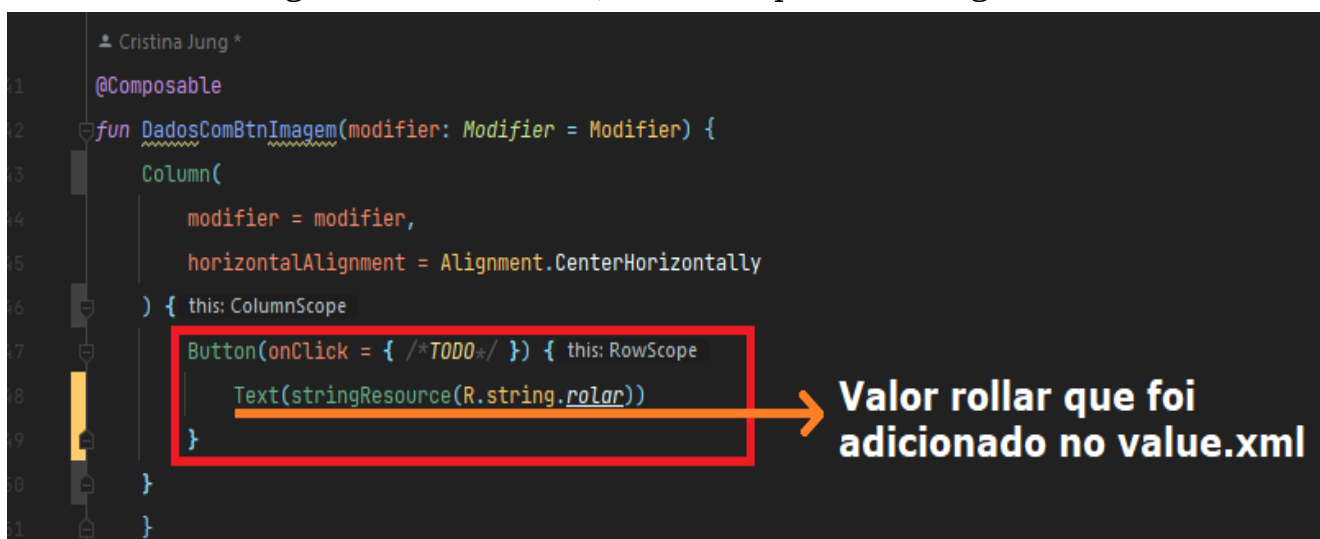 Cristina Jung *
@Composable
fun DadosComBtnImagem(modifier: Modifier = Modifier) {
Column(
modifier = modifier,
horizontalAlignment = Alignment.CenterHorizontally
) { this: ColumnScope
Button(onClick = { /*TODO*/ }) { this: RowScope
Text(stringResource(R.string.rolar))
}
}
}
Valor rollar que foi
adicionado no value.xml